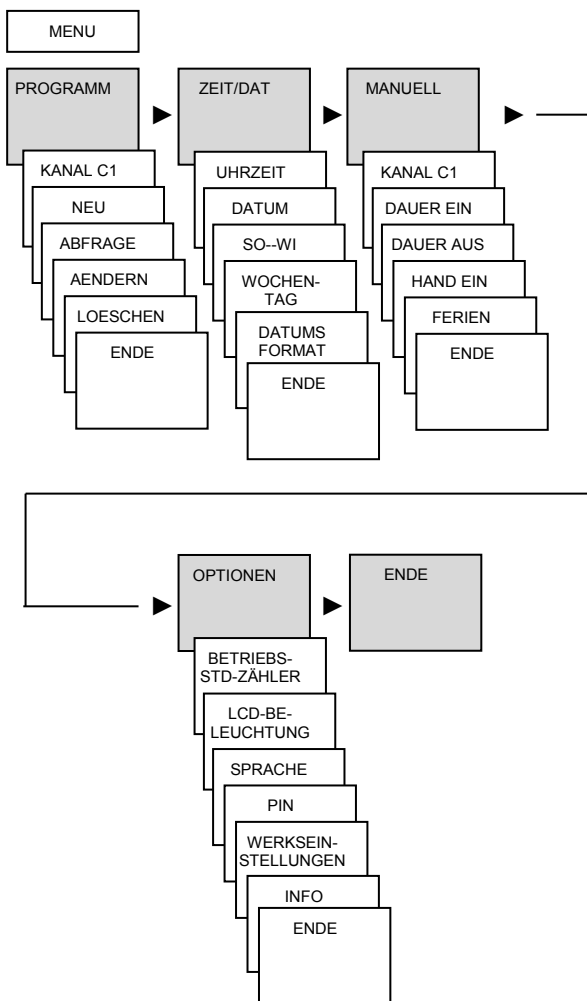 MENU
PROGRAMM
KANAL C1
NEU
ABFRAGE
AENDERN
LOESCHEN
ENDE
ZEIT/DAT
UHRZEIT
DATUM
SO--WI
WOCHEN-
TAG
DATUMS
FORMAT
ENDE
MANUELL
KANAL C1
DAUER EIN
DAUER AUS
HAND EIN
FERIEN
ENDE
OPTIONEN
BETRIEBS-
STD-ZÄHLER
LCD-BE-
LEUCHTUNG
SPRACHE
PIN
WERKSEIN-
STELLUNGEN
INFO
ENDE
ENDE